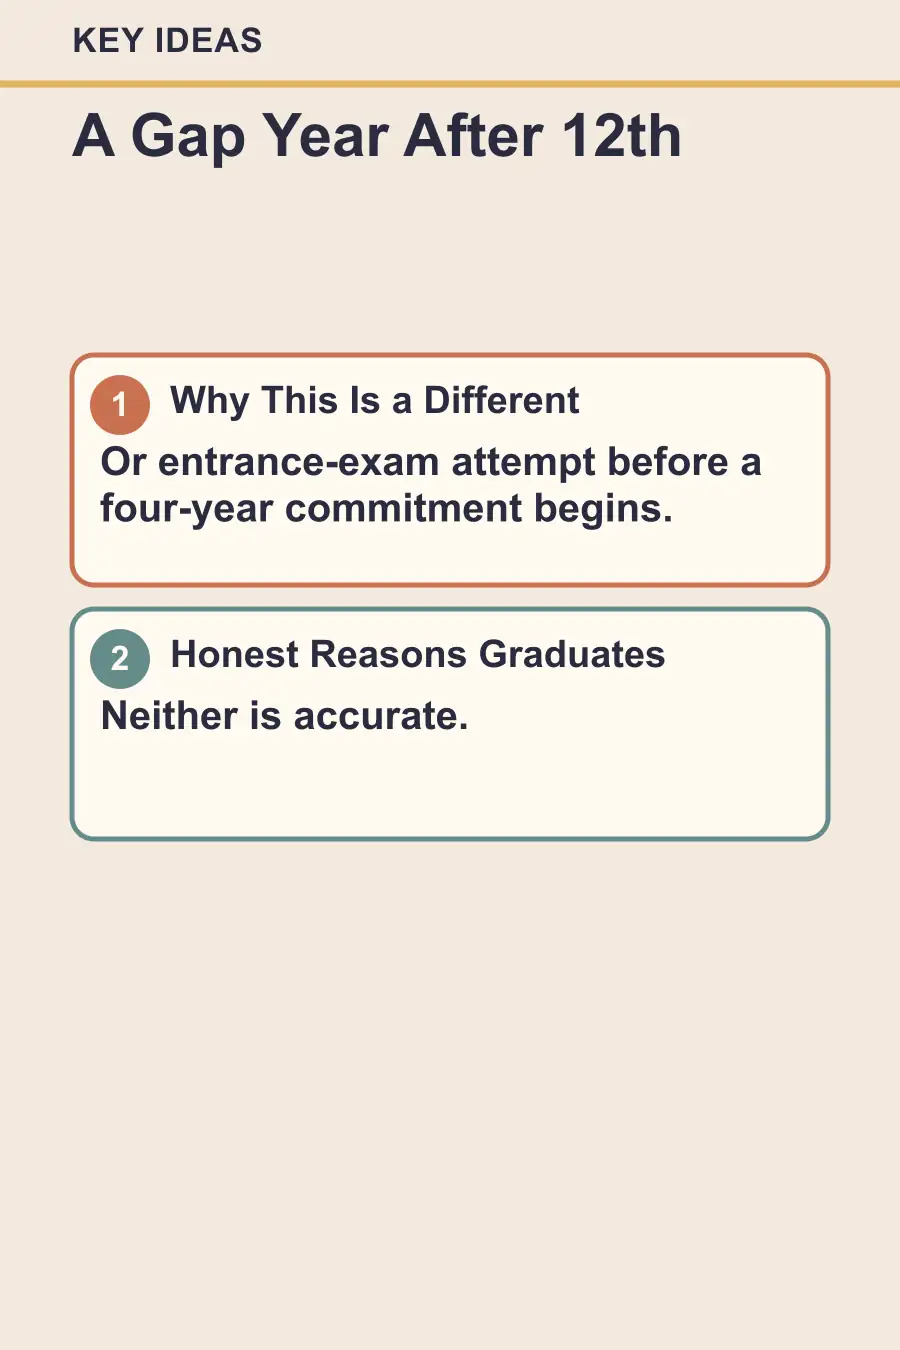 KEY IDEAS
A Gap Year After 12th
1 Why This Is a Different
Or entrance-exam attempt before a
four-year commitment begins.
2 Honest Reasons Graduates
Neither is accurate.